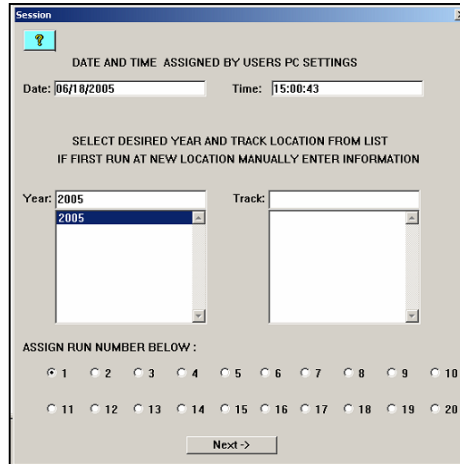 Session
?
DATE AND TIME ASSIGNED BY USERS PC SETTINGS
Date: 06/18/2005 Time: 15:00:43
SELECT DESIRED YEAR AND TRACK LOCATION FROM LIST
IF FIRST RUN AT NEW LOCATION MANUALLY ENTER INFORMATION
Year: 2005 Track:
2005
ASSIGN RUN NUMBER BELOW :
1 2 3 4 5 6 7 8 9 10
11 12 13 14 15 16 17 18 19 20
Next ->